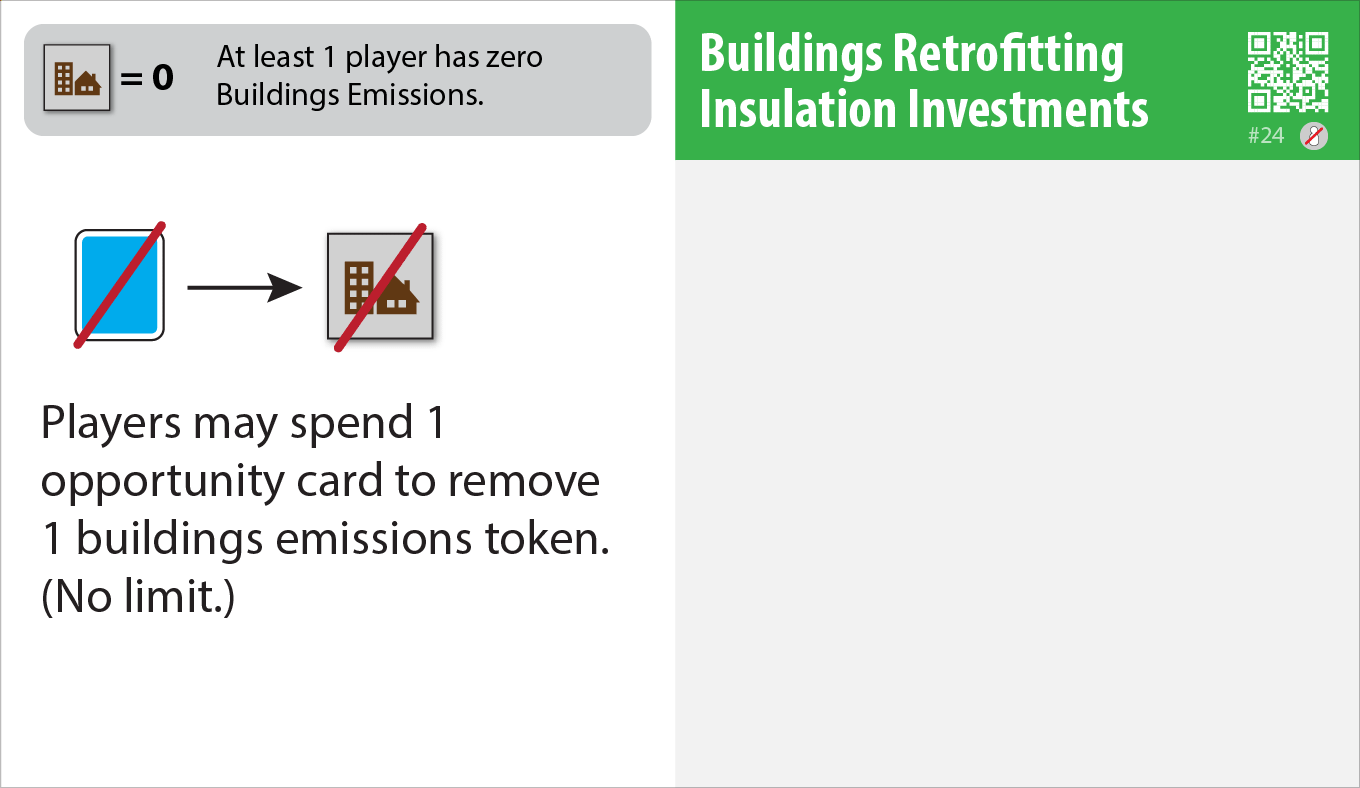 = 0
At least 1 player has zero
Buildings Emissions.
Players may spend 1
opportunity card to remove
1 buildings emissions token.
(No limit.)
Buildings Retrofitting
Insulation Investments
#24